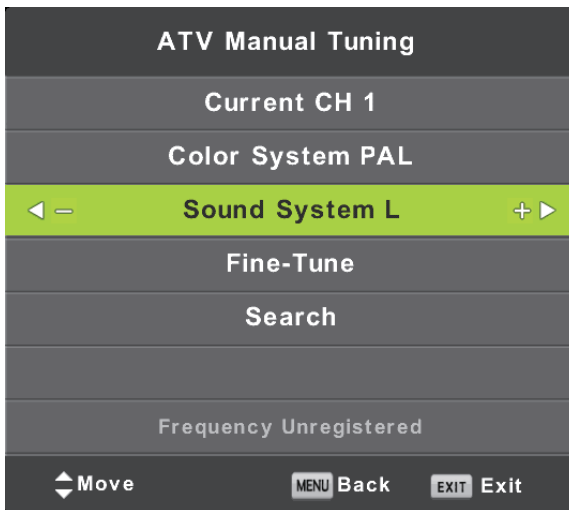 ATV Manual Tuning
Current CH 1
Color System PAL
Sound System L
Fine-Tune
Search
Frequency Unregistered
Move MENU Back EXIT Exit